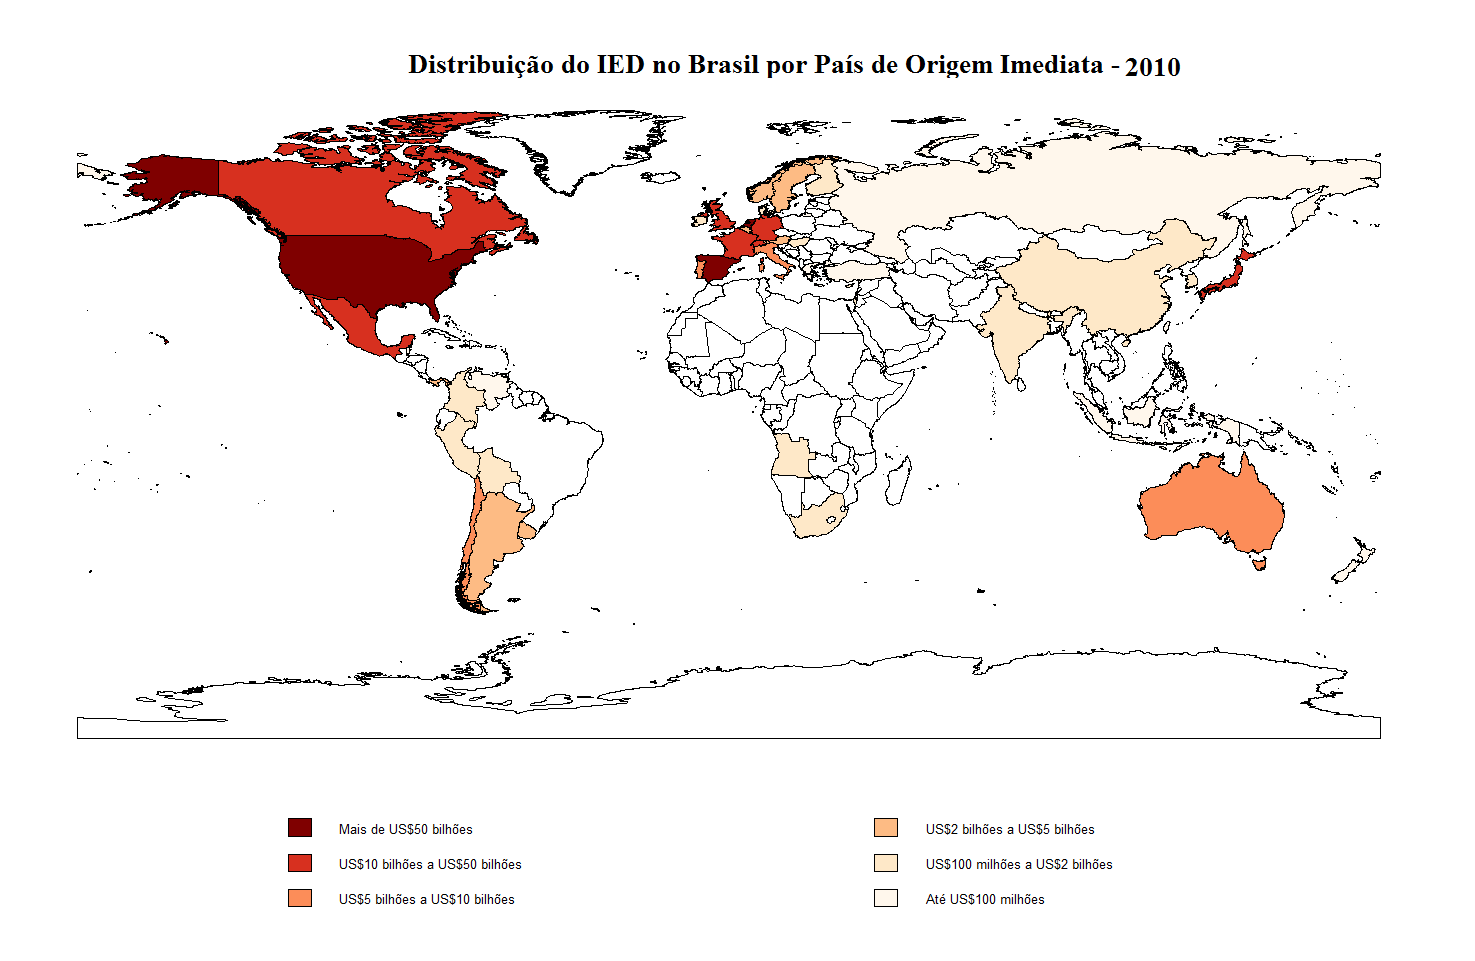 Distribuição do IED no Brasil por País de Origem Imediata - 2010
Mais de US$50 bilhões
US$10 bilhões a US$50 bilhões
US$5 bilhões a US$10 bilhões
US$2 bilhões a US$5 bilhões
US$100 milhões a US$2 bilhões
Até US$100 milhões